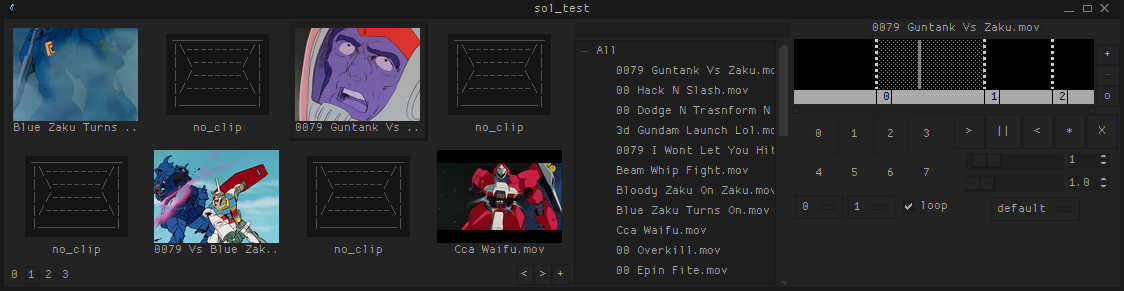 sol_test
Blue Zaku Turns ..
no_clip
0079 Guntank Vs ..
no_clip
no_clip
0079 Vs Blue Zak..
no_clip
Cca Waifu.mov
0 1 2 3
< > +
— All
0079 Guntank Vs Zaku.mo
00 Hack N Slash.mov
00 Dodge N Trasnform N
3d Gundam Launch Lol.mo
0079 I Wont Let You Hit
Beam Whip Fight.mov
Bloody Zaku On Zaku.mov
Blue Zaku Turns On.mov
Cca Waifu.mov
00 Overkill.mov
00 Epin Fite.mov
0079 Guntank Vs Zaku.mov
0 1 2
+
-
o
0 1 2 3
4 5 6 7
> || < * X
1
1.0
0 1 loop default